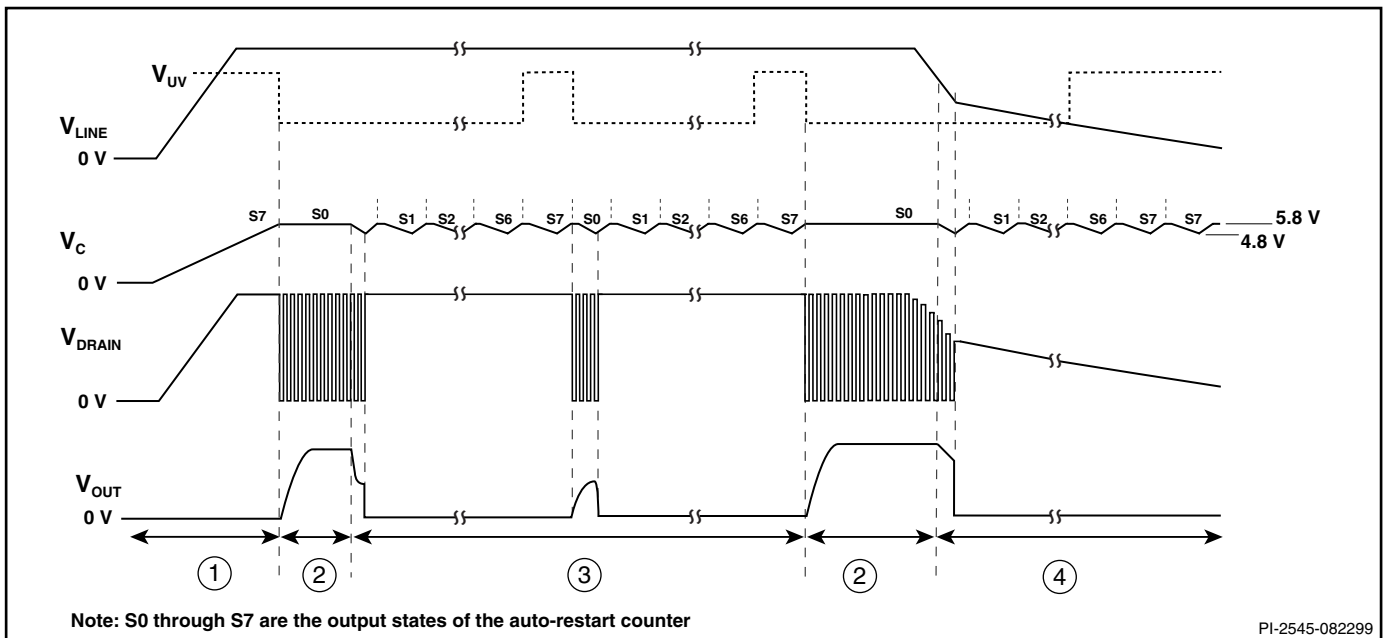 V_UV
V_LINE
0 V
S7 S0 S1 S2 S6 S7 S0 S1 S2 S6 S7 S0 S1 S2 S6 S7 S7
5.8 V
V_C
4.8 V
0 V
V_DRAIN
0 V
V_OUT
0 V
1 2 3 2 4
Note: S0 through S7 are the output states of the auto-restart counter
PI-2545-082299